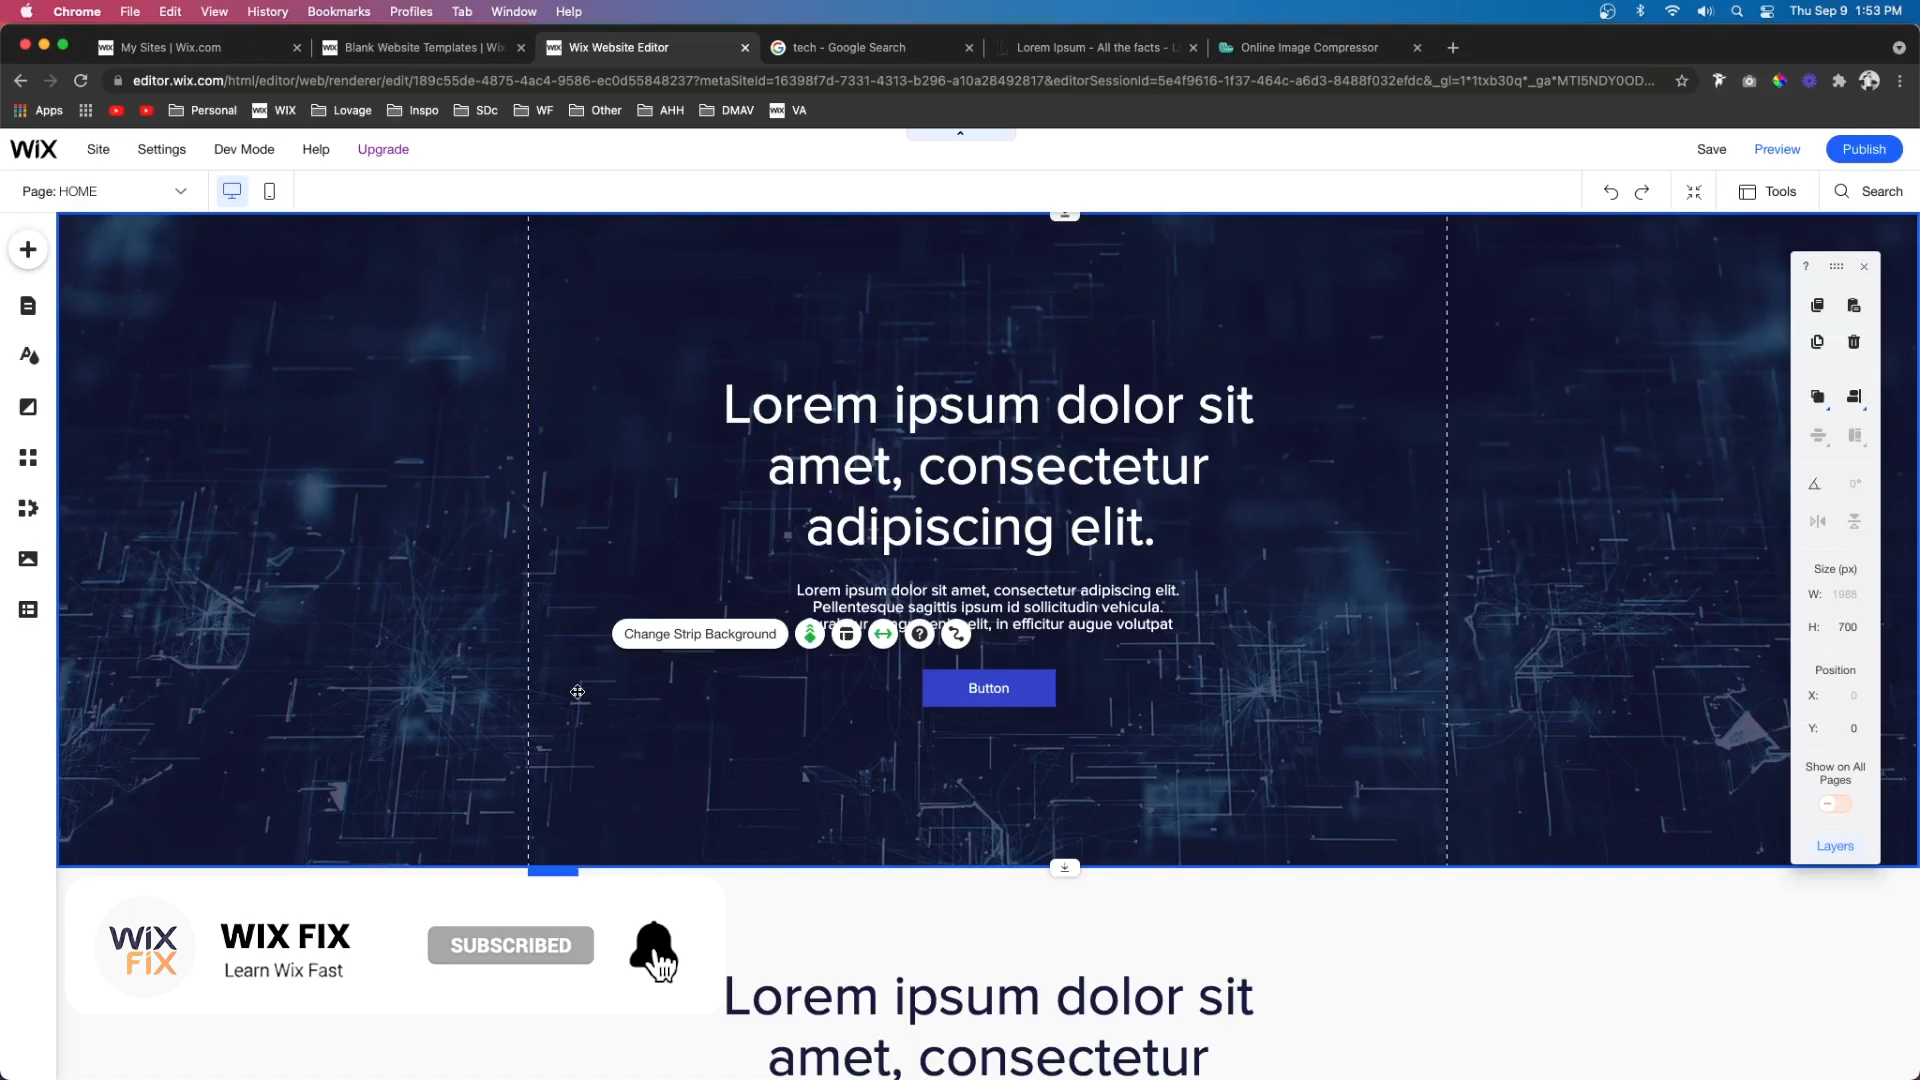 Chrome File Edit View History Bookmarks Profiles Tab Window Help Thu Sep 9 1:53 PM
My Sites | Wix.com Blank Website Templates | Wix Wix Website Editor tech - Google Search Lorem Ipsum - All the facts - L Online Image Compressor
editor.wix.com/html/editor/web/renderer/edit/189c55de-4875-4ac4-9586-ec0d55848237?metaSiteId=16398f7d-7331-4313-b296-a10a28492817&editorSessionId=5e4f9616-1f37-464c-a6d3-8488f032efdc&_gl=1*1txb30q*_ga*MTI5NDY0OD...
Apps Personal WIX Lovage Inspo SDc WF Other AHH DMAV VA
WiX Site Settings Dev Mode Help Upgrade Save Preview Publish
Page: HOME Tools Search
Lorem ipsum dolor sit
amet, consectetur
adipiscing elit.
Lorem ipsum dolor sit amet, consectetur adipiscing elit.
Pellentesque sagittis ipsum id sollicitudin vehicula.
elit, in efficitur augue volutpat
Change Strip Background
Button
0°
Size (px)
W: 1988
H: 700
Position
X: 0
Y: 0
Show on All
Pages
Layers
WiX
FiX
WIX FIX
Learn Wix Fast
SUBSCRIBED
Lorem ipsum dolor sit
amet, consectetur